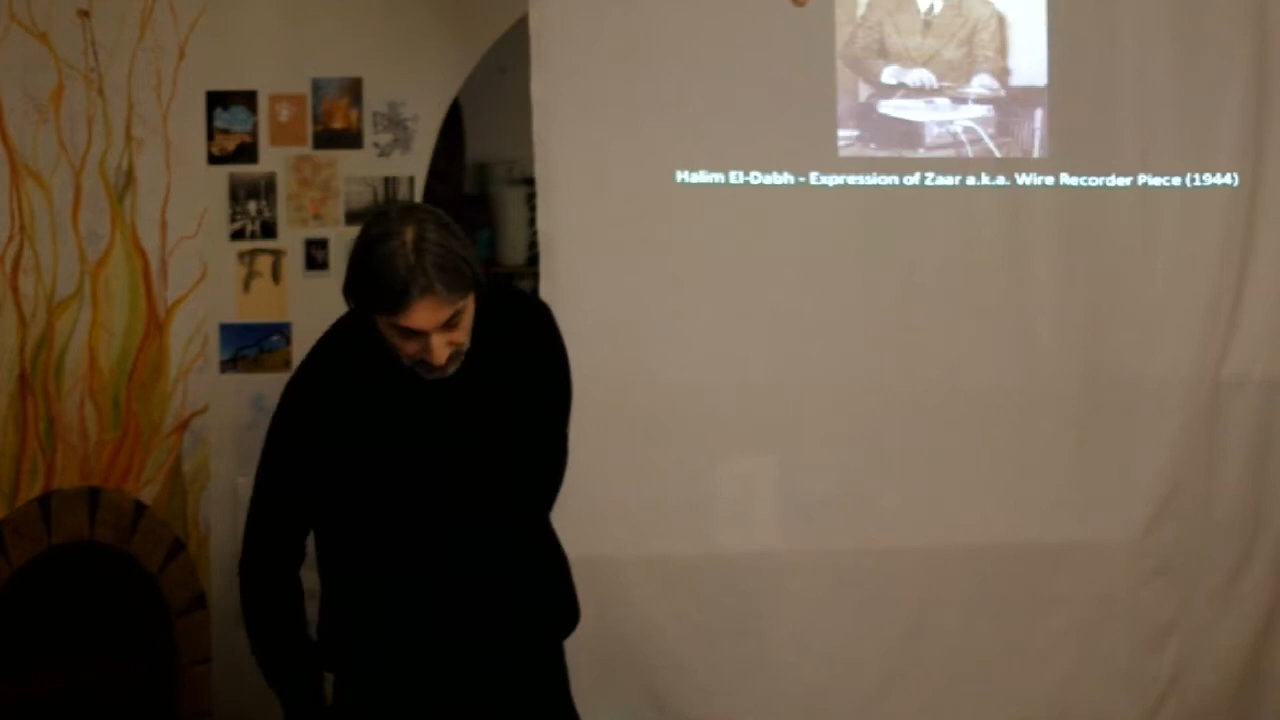 Halim El-Dabh - Expression of Zaar a.k.a. Wire Recorder Piece (1944)